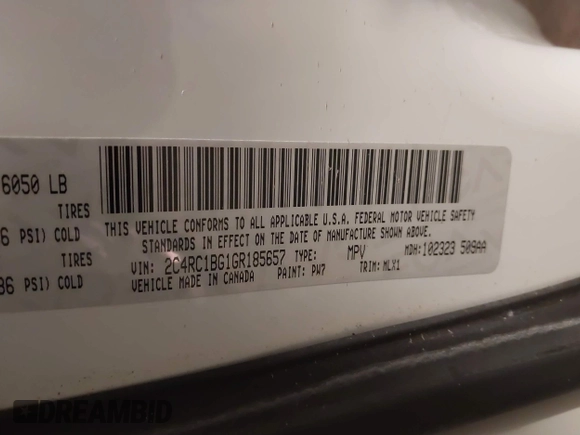 6050 LB
TIRES
6 PSI) COLD
TIRES
36 PSI) COLD
THIS VEHICLE CONFORMS TO ALL APPLICABLE U.S.A. FEDERAL MOTOR VEHICLE SAFETY
STANDARDS IN EFFECT ON THE DATE OF MANUFACTURE SHOWN ABOVE.
VIN: 2C4RC1BG1GR185657 TYPE: MPV MDH:102323 509AA
VEHICLE MADE IN CANADA PAINT: PW7 TRIM: MLX1
DREAMBID